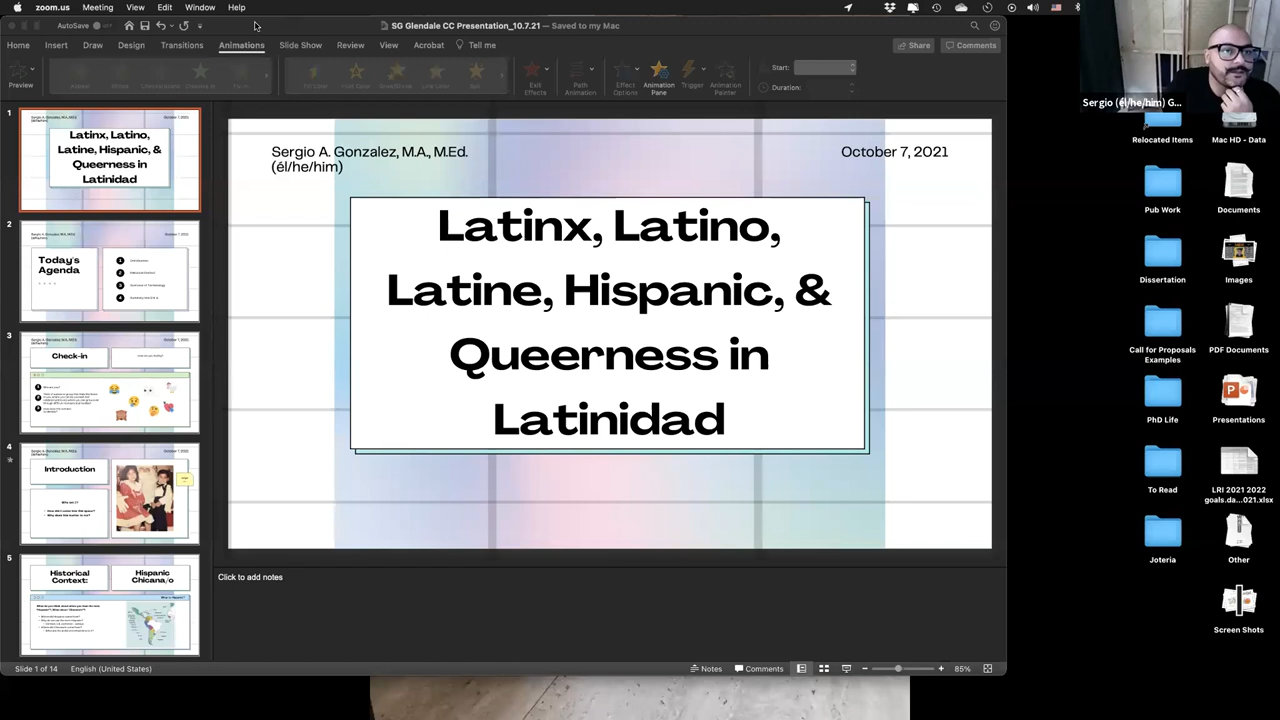 zoom.us Meeting View Edit Window Help
AutoSave
SG Glendale CC Presentation_10.7.21 — Saved to my Mac
Home Insert Draw Design Transitions Animations Slide Show Review View Acrobat Tell me
Share Comments
Preview
Exit Effects
Path Animation
Effect Options
Animation Pane
Trigger
Animation Painter
Start:
Duration:
1
Latinx, Latino,
Latine, Hispanic, &
Queerness in
Latinidad
2
Today's
Agenda
3
Check-in
4
Introduction
5
Historical
Context:
Hispanic
Chicana/o
Sergio A. Gonzalez, M.A., M.Ed.
(él/he/him)
October 7, 2021
Latinx, Latino,
Latine, Hispanic, &
Queerness in
Latinidad
Click to add notes
Slide 1 of 14 English (United States)
Notes Comments 85%
Sergio (él/he/him) G...
Relocated Items Mac HD - Data
Pub Work Documents
Dissertation Images
Call for Proposals
Examples
PDF Documents
PhD Life Presentations
To Read
LRI 2021 2022
goals.da...021.xlsx
Joteria Other
Screen Shots